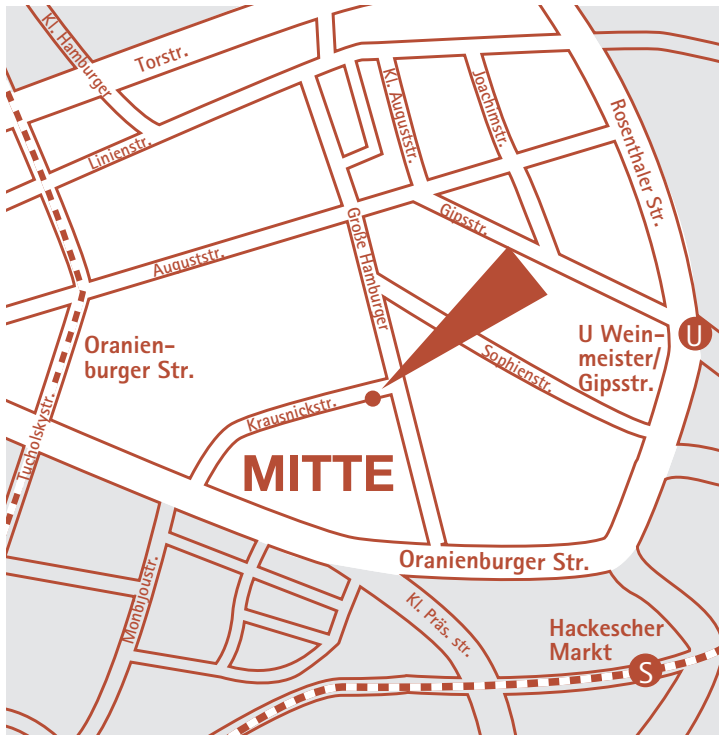 Kl. Hamburger
Torstr.
Linienstr.
Kl. Auguststr.
Joachimstr.
Rosenthaler Str.
Auguststr.
Große Hamburger
Gipsstr.
Oranien-
burger Str.
Tucholskystr.
Krausnickstr.
Sophienstr.
U Wein-
meister/
Gipsstr.
U
MITTE
Oranienburger Str.
Monbijoustr.
Kl. Präs. str.
Hackescher
Markt
S